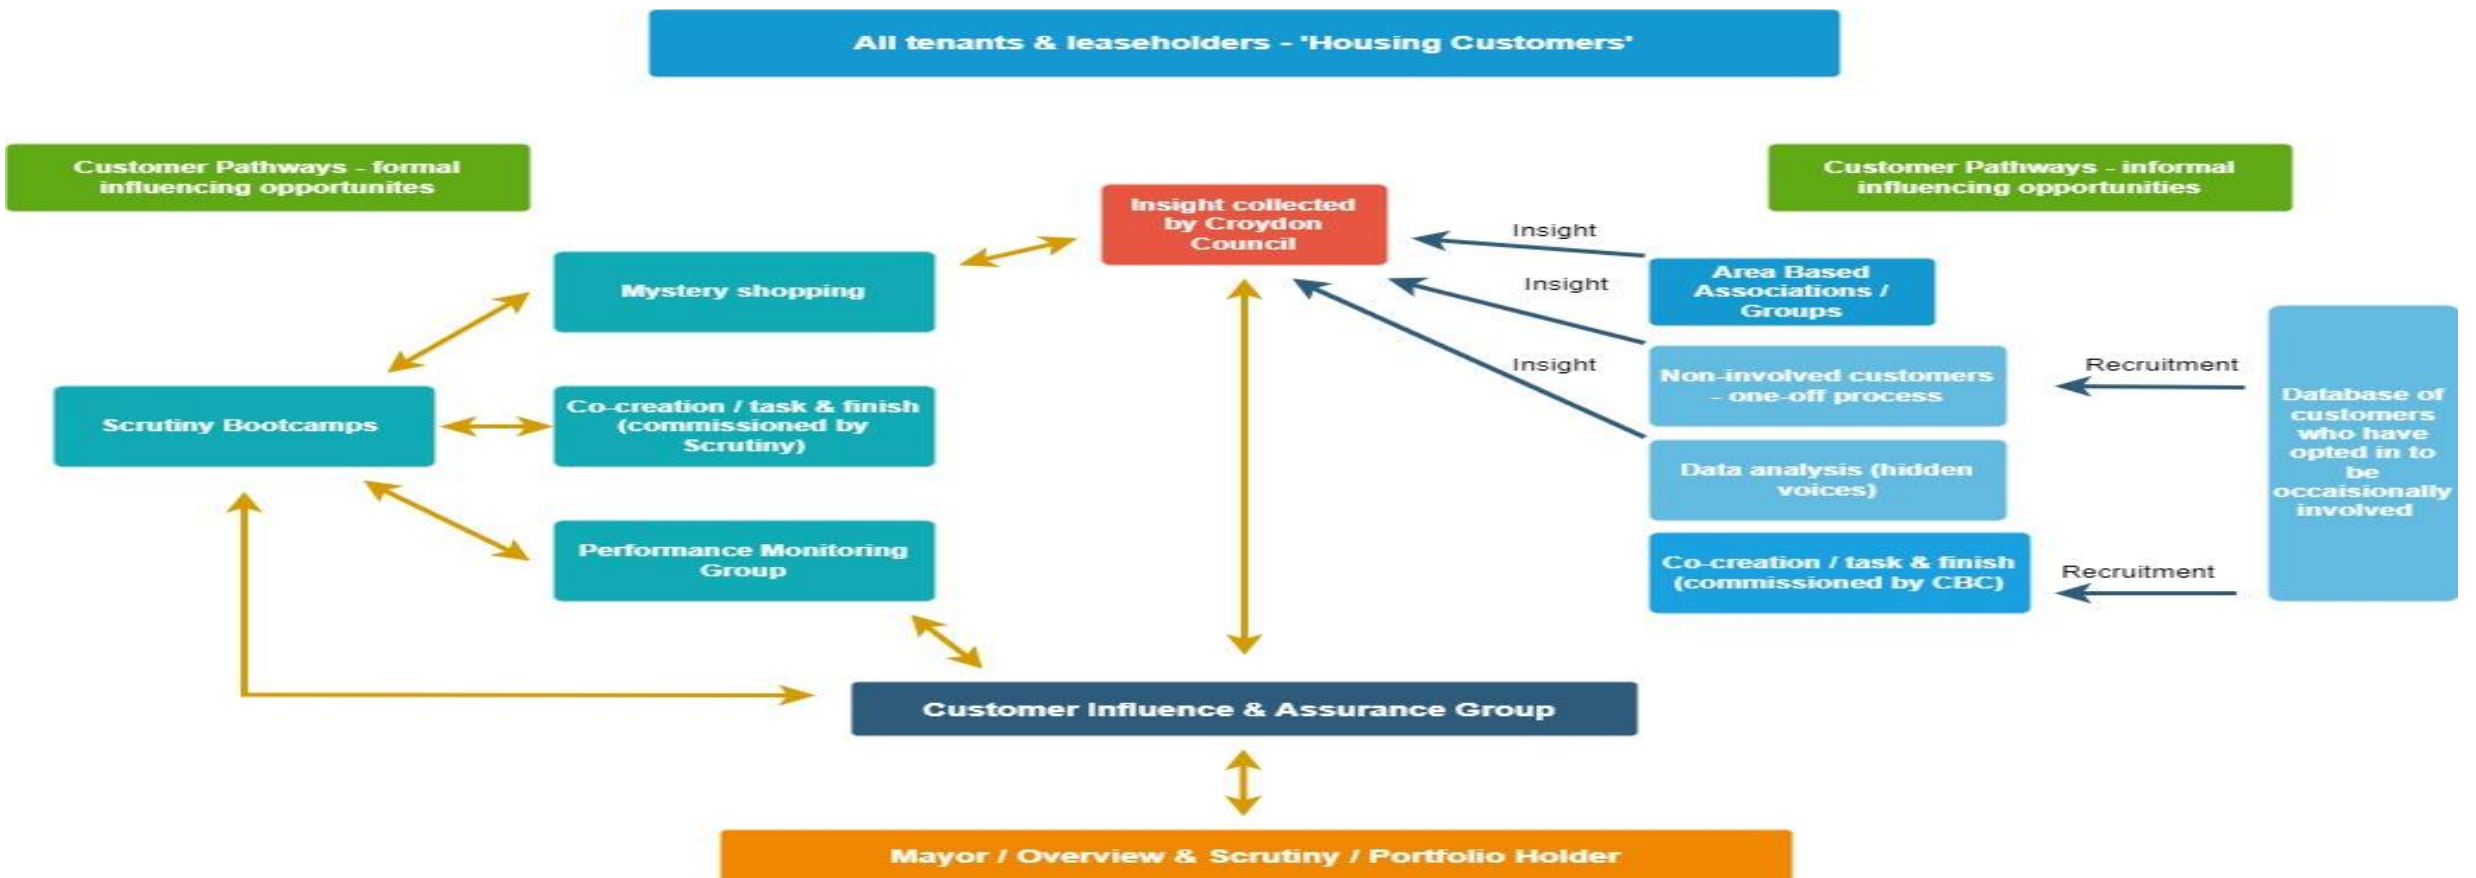 All tenants & leaseholders - 'Housing Customers'
Customer Pathways - formal
influencing opportunites
Customer Pathways - informal
influencing opportunities
Insight collected
by Croydon
Council
Insight
Insight
Insight
Mystery shopping
Area Based
Associations /
Groups
Scrutiny Bootcamps
Co-creation / task & finish
(commissioned by
Scrutiny)
Non-involved customers
- one-off process
Recruitment
Database of
customers
who have
opted in to
be
occaisionally
involved
Data analysis (hidden
voices)
Performance Monitoring
Group
Co-creation / task & finish
(commissioned by CBC)
Recruitment
Customer Influence & Assurance Group
Mayor / Overview & Scrutiny / Portfolio Holder